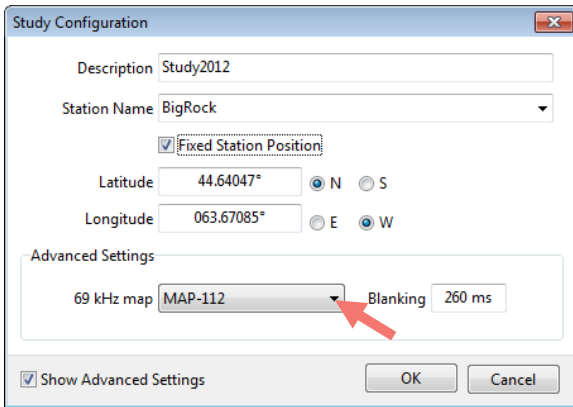 Study Configuration
Description Study2012
Station Name BigRock
Fixed Station Position
Latitude 44.64047° N S
Longitude 063.67085° E W
Advanced Settings
69 kHz map MAP-112 Blanking 260 ms
Show Advanced Settings OK Cancel